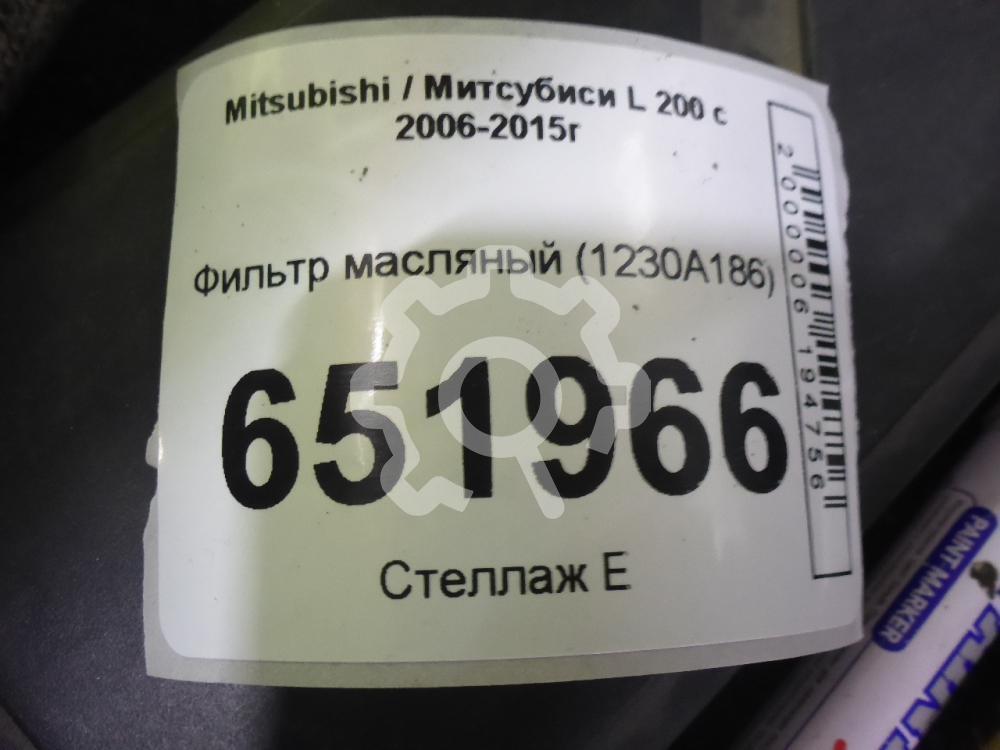 Mitsubishi / Митсубиси L 200 с
2006-2015г
Фильтр масляный (1230A186)
651966
Стеллаж Е
2000006194756
PAINT MARKER